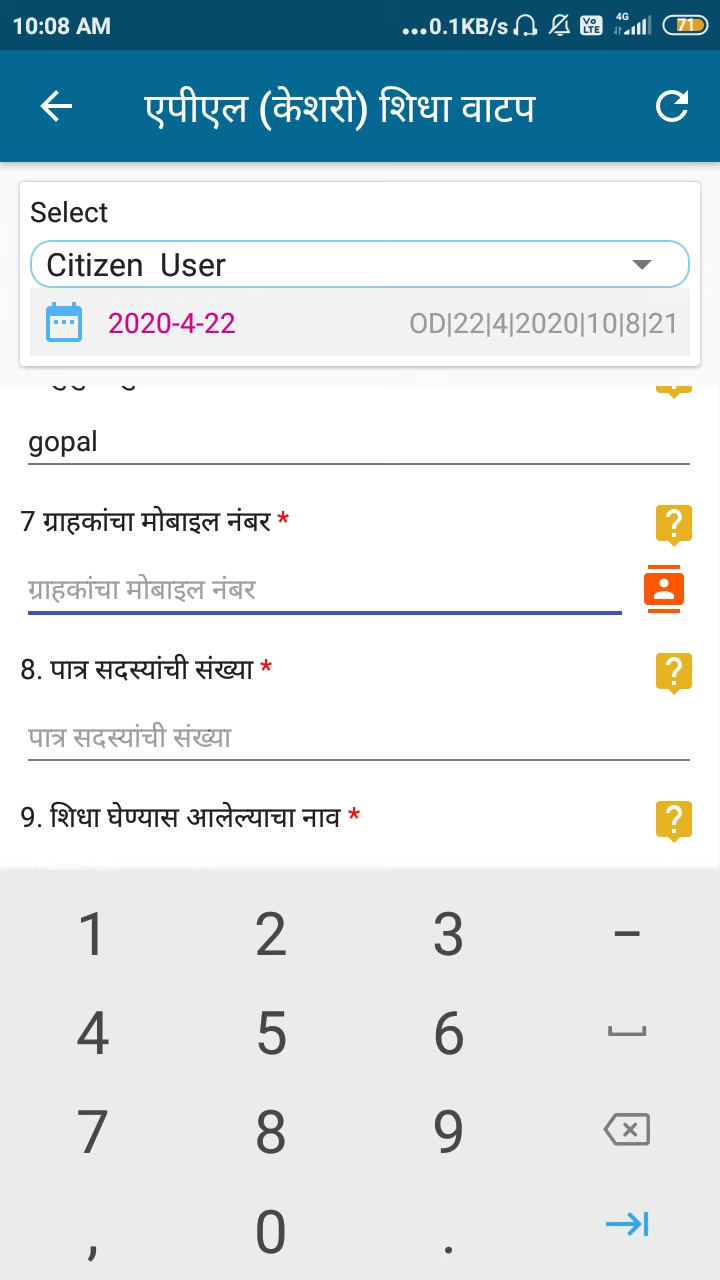 10:08 AM
...0.1KB/s Vo LTE 4G 71
एपीएल (केशरी) शिधा वाटप
Select
Citizen User
2020-4-22 OD|22|4|2020|10|8|21
gopal
7 ग्राहकांचा मोबाइल नंबर *
ग्राहकांचा मोबाइल नंबर
8. पात्र सदस्यांची संख्या *
पात्र सदस्यांची संख्या
9. शिधा घेण्यास आलेल्याचा नाव *
1 2 3 –
4 5 6
7 8 9
, 0 .